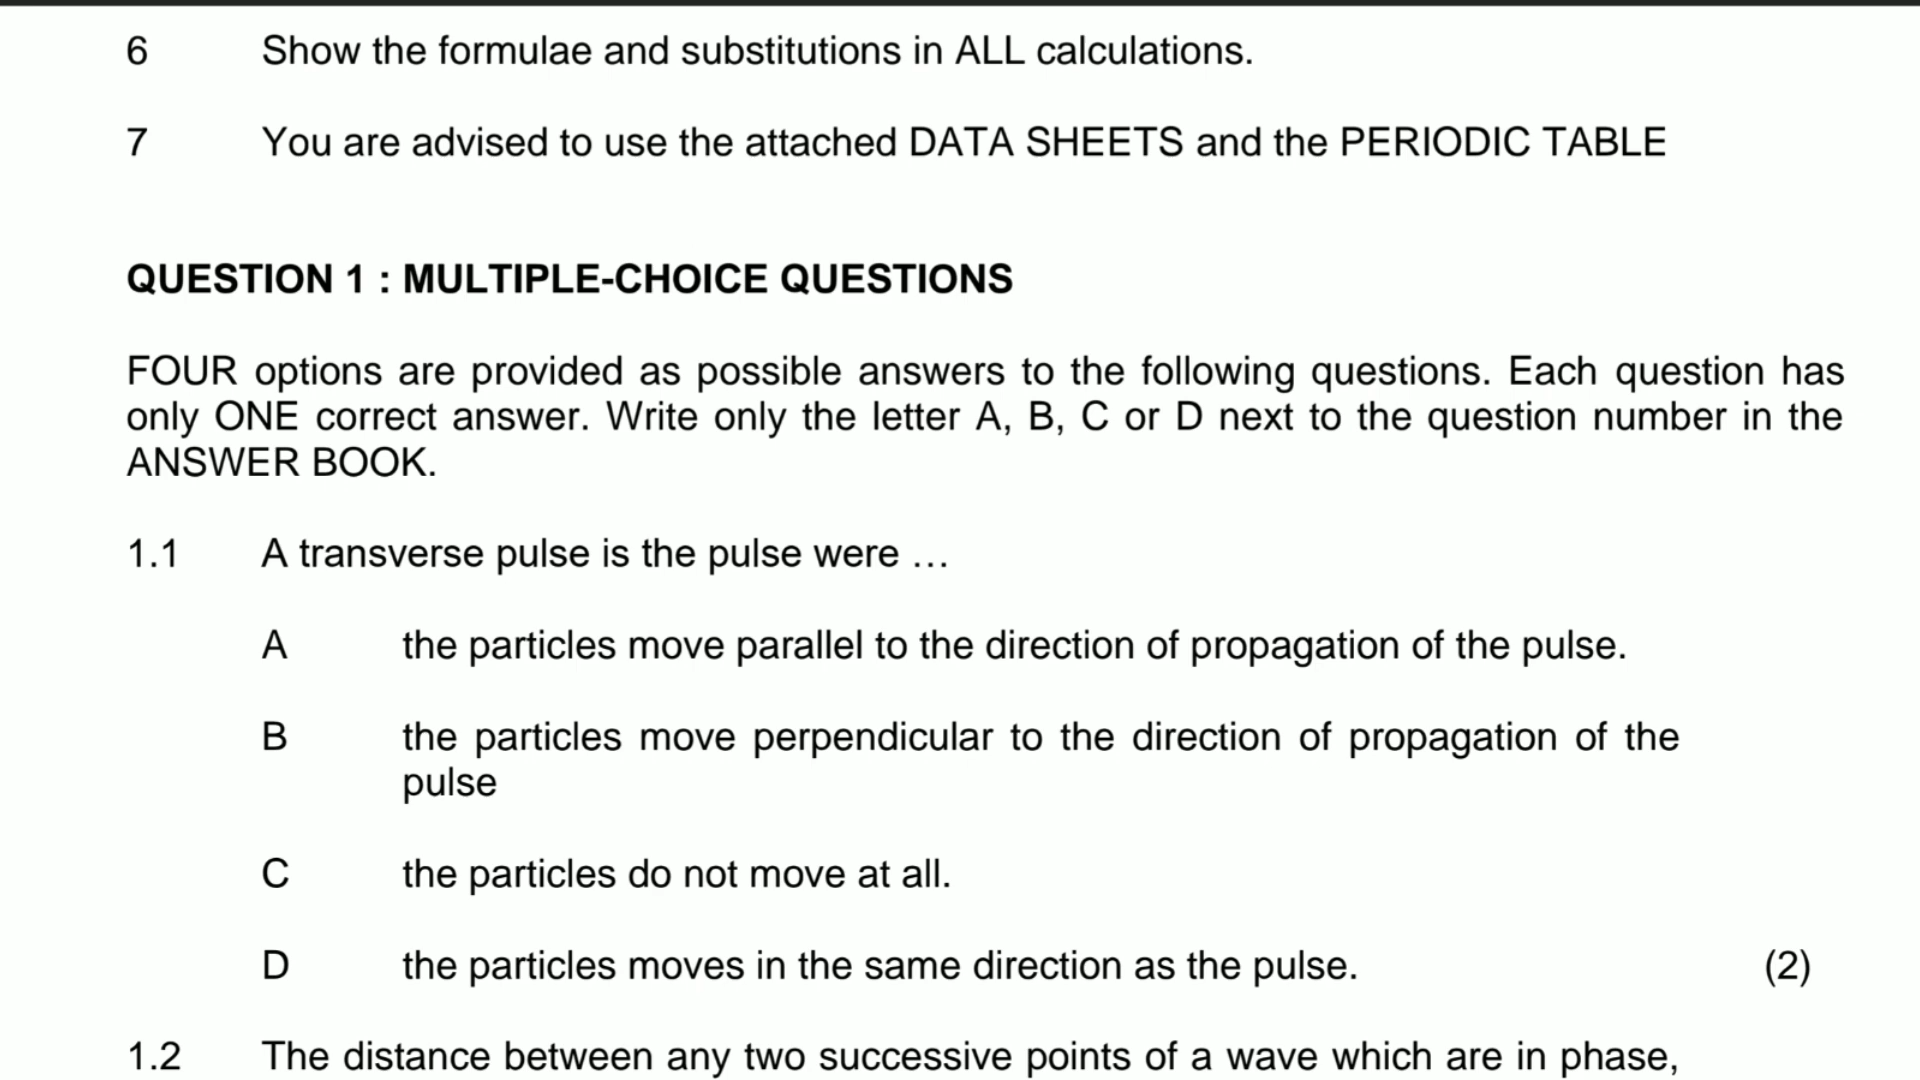 6 Show the formulae and substitutions in ALL calculations.
7 You are advised to use the attached DATA SHEETS and the PERIODIC TABLE
QUESTION 1 : MULTIPLE-CHOICE QUESTIONS
FOUR options are provided as possible answers to the following questions. Each question has
only ONE correct answer. Write only the letter A, B, C or D next to the question number in the
ANSWER BOOK.
1.1 A transverse pulse is the pulse were …
A the particles move parallel to the direction of propagation of the pulse.
B the particles move perpendicular to the direction of propagation of the
pulse
C the particles do not move at all.
D the particles moves in the same direction as the pulse. (2)
1.2 The distance between any two successive points of a wave which are in phase,